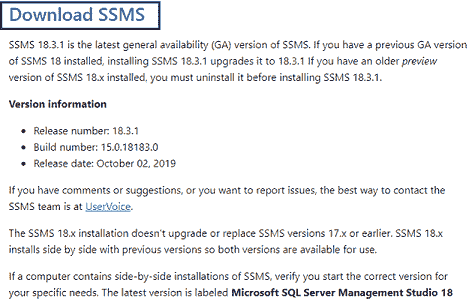 Download SSMS
SSMS 18.3.1 is the latest general availability (GA) version of SSMS. If you have a previous GA version
of SSMS 18 installed, installing SSMS 18.3.1 upgrades it to 18.3.1 If you have an older preview
version of SSMS 18.x installed, you must uninstall it before installing SSMS 18.3.1.
Version information
• Release number: 18.3.1
• Build number: 15.0.18183.0
• Release date: October 02, 2019
If you have comments or suggestions, or you want to report issues, the best way to contact the
SSMS team is at UserVoice.
The SSMS 18.x installation doesn't upgrade or replace SSMS versions 17.x or earlier. SSMS 18.x
installs side by side with previous versions so both versions are available for use.
If a computer contains side-by-side installations of SSMS, verify you start the correct version for
your specific needs. The latest version is labeled Microsoft SQL Server Management Studio 18